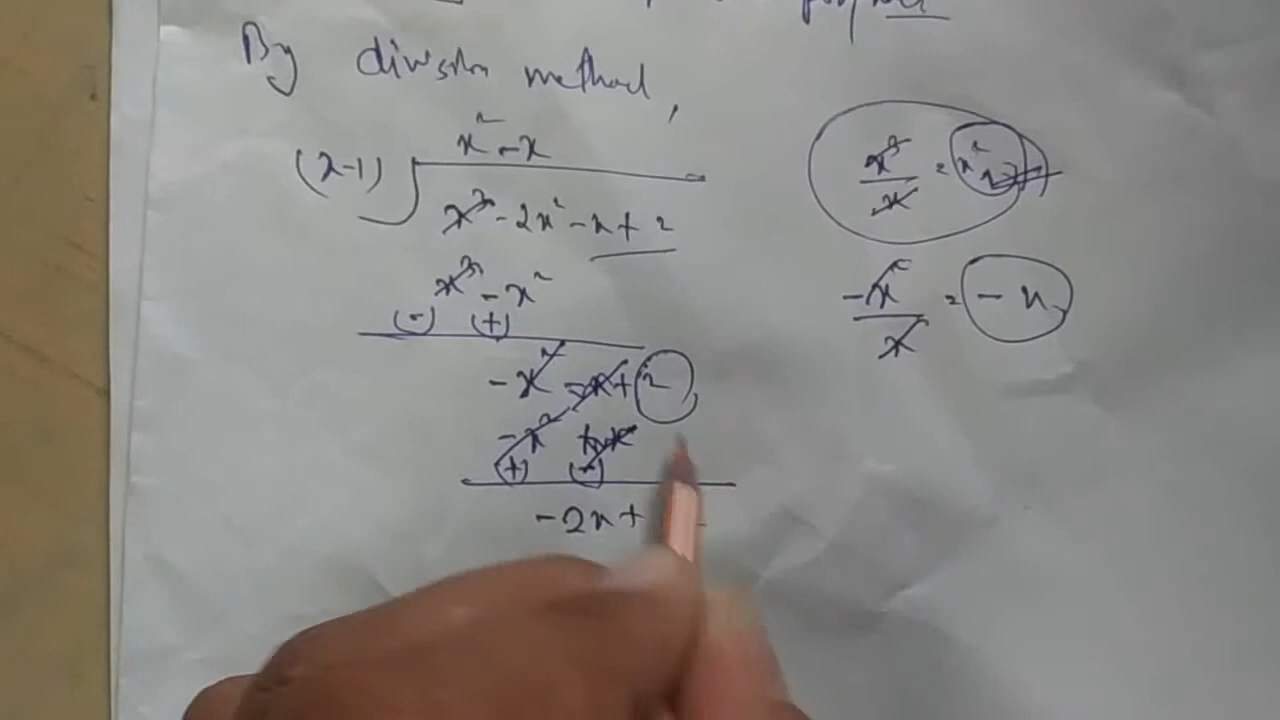 By division method,
x² - x
(x-1) x³ - 2x² - x + 2
x³ - x²
(-) (+)
-x² - x + 2
-x² + x
(+) (-)
-2x +
x³/x = x²
-x²/x = -x